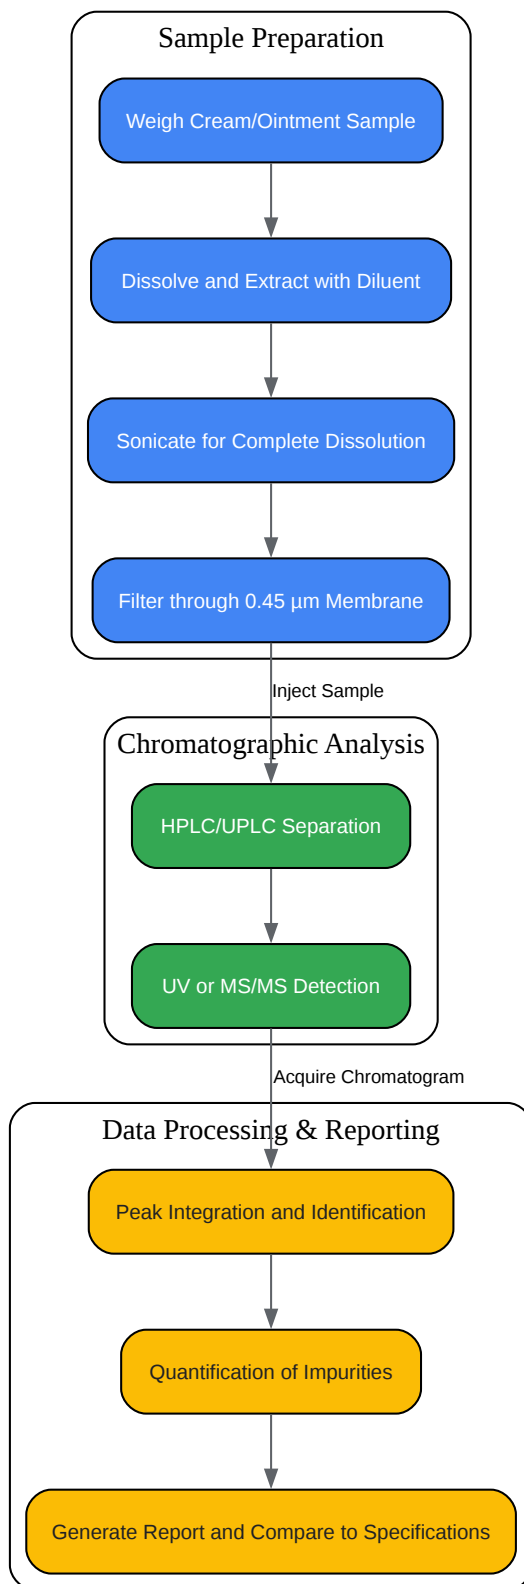 Sample Preparation
Weigh Cream/Ointment Sample
Dissolve and Extract with Diluent
Sonicate for Complete Dissolution
Filter through 0.45 µm Membrane
Inject Sample
Chromatographic Analysis
HPLC/UPLC Separation
UV or MS/MS Detection
Acquire Chromatogram
Data Processing & Reporting
Peak Integration and Identification
Quantification of Impurities
Generate Report and Compare to Specifications